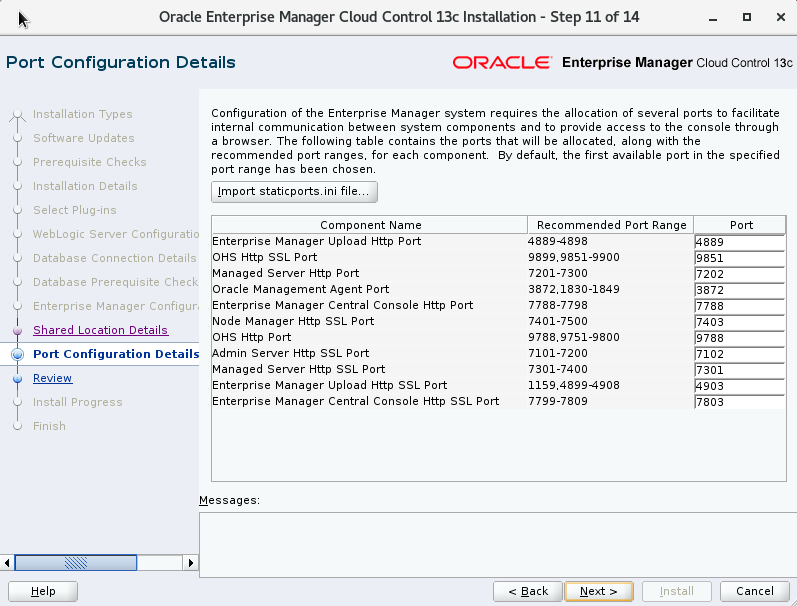 Oracle Enterprise Manager Cloud Control 13c Installation - Step 11 of 14
Port Configuration Details
ORACLE Enterprise Manager Cloud Control 13c
Installation Types
Software Updates
Prerequisite Checks
Installation Details
Select Plug-ins
WebLogic Server Configuratio
Database Connection Details
Database Prerequisite Check
Enterprise Manager Configura
Shared Location Details
Port Configuration Details
Review
Install Progress
Finish
Configuration of the Enterprise Manager system requires the allocation of several ports to facilitate
internal communication between system components and to provide access to the console through
a browser. The following table contains the ports that will be allocated, along with the
recommended port ranges, for each component. By default, the first available port in the specified
port range has been chosen.
Import staticports.ini file...
Component Name Recommended Port Range Port
Enterprise Manager Upload Http Port 4889-4898 4889
OHS Http SSL Port 9899,9851-9900 9851
Managed Server Http Port 7201-7300 7202
Oracle Management Agent Port 3872,1830-1849 3872
Enterprise Manager Central Console Http Port 7788-7798 7788
Node Manager Http SSL Port 7401-7500 7403
OHS Http Port 9788,9751-9800 9788
Admin Server Http SSL Port 7101-7200 7102
Managed Server Http SSL Port 7301-7400 7301
Enterprise Manager Upload Http SSL Port 1159,4899-4908 4903
Enterprise Manager Central Console Http SSL Port 7799-7809 7803
Messages:
Help
< Back
Next >
Install
Cancel